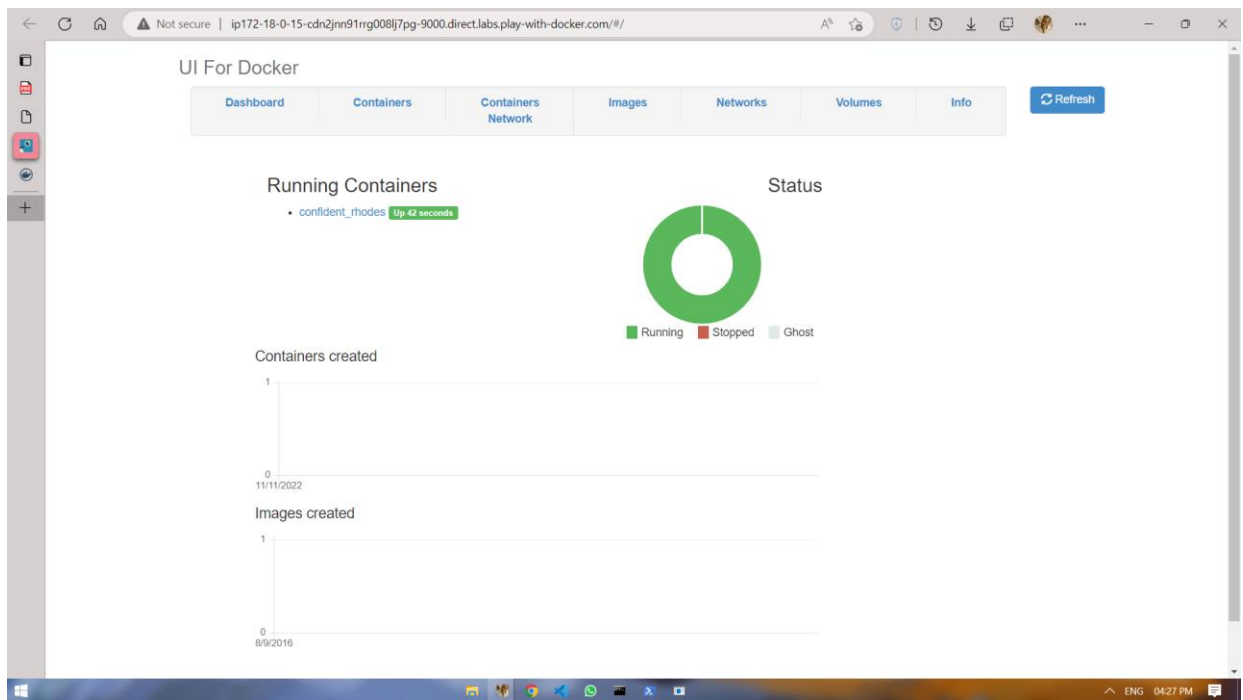 Not secure | ip172-18-0-15-cdn2jnn91rrg008lj7pg-9000.direct.labs.play-with-docker.com/#/
UI For Docker
Dashboard Containers Containers Network Images Networks Volumes Info Refresh
Running Containers
Status
confident_rhodes Up 42 seconds
Running Stopped Ghost
Containers created
1
0
11/11/2022
Images created
1
0
8/9/2016
ENG 04:27 PM